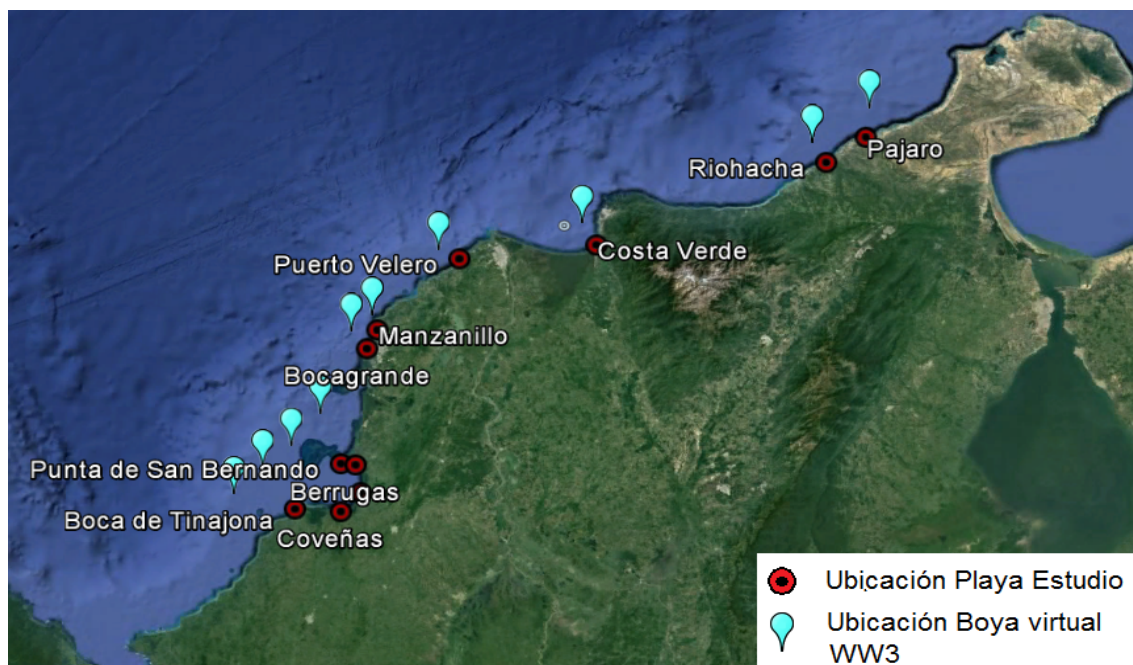 Pajaro
Riohacha
Costa Verde
Puerto Velero
Manzanillo
Bocagrande
Punta de San Bernando
Berrugas
Boca de Tinajona
Coveñas
Ubicación Playa Estudio
Ubicación Boya virtual
WW3